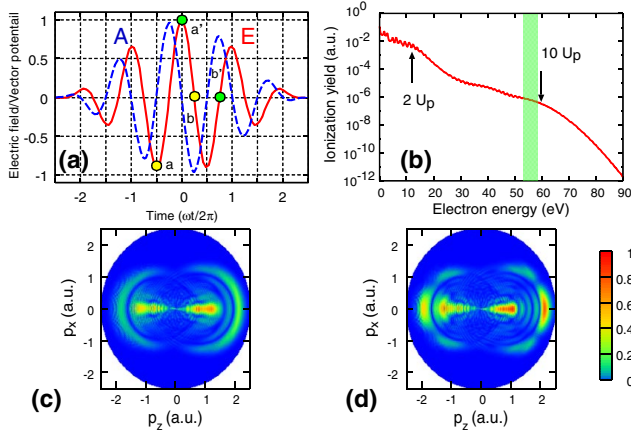 A
E
a'
b'
b
a
(a)
Electric field/Vector potentail
1
0.5
0
-0.5
-1
-2
-1
0
1
2
Time (ωt/2π)
Ionization yield (a.u.)
10^0
10^-2
10^-4
10^-6
10^-8
10^-10
10^-12
2 Up
10 Up
(b)
0 10 20 30 40 50 60 70 80 90
Electron energy (eV)
px (a.u.)
2
1
0
-1
-2
(c)
-2 -1 0 1 2
pz (a.u.)
px (a.u.)
2
1
0
-1
-2
(d)
-2 -1 0 1 2
pz (a.u.)
1
0.8
0.6
0.4
0.2
0